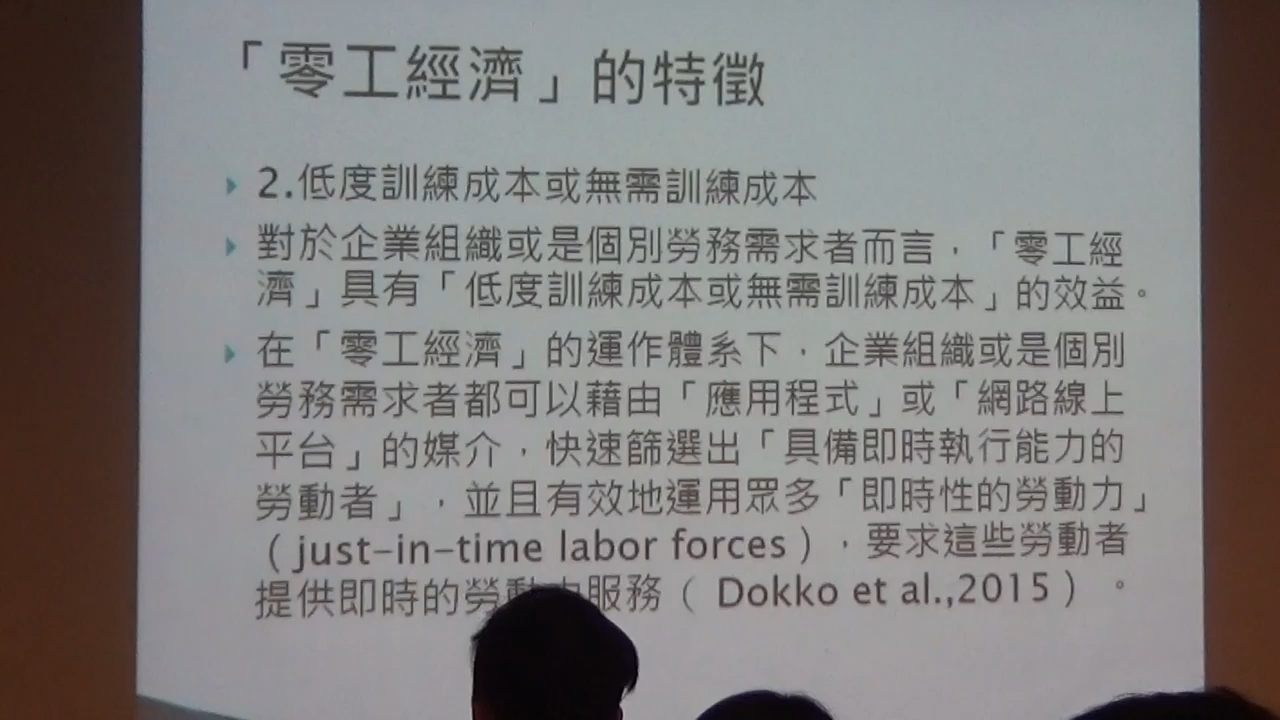 「零工經濟」的特徵
2.低度訓練成本或無需訓練成本
對於企業組織或是個別勞務需求者而言，「零工經
濟」具有「低度訓練成本或無需訓練成本」的效益。
在「零工經濟」的運作體系下，企業組織或是個別
勞務需求者都可以藉由「應用程式」或「網路線上
平台」的媒介，快速篩選出「具備即時執行能力的
勞動者」，並且有效地運用眾多「即時性的勞動力」
（just-in-time labor forces），要求這些勞動者
提供即時的勞動力服務（ Dokko et al.,2015） 。